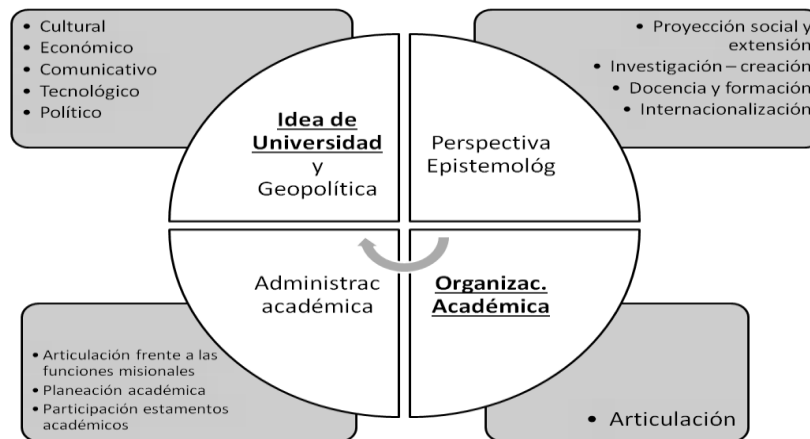 • Cultural
• Económico
• Comunicativo
• Tecnológico
• Político
• Proyección social y
extensión
• Investigación – creación
• Docencia y formación
• Internacionalización
Idea de
Universidad
y
Geopolítica
Perspectiva
Epistemológ
Administrac
académica
Organizac.
Académica
• Articulación frente a las
funciones misionales
• Planeación académica
• Participación estamentos
académicos
• Articulación